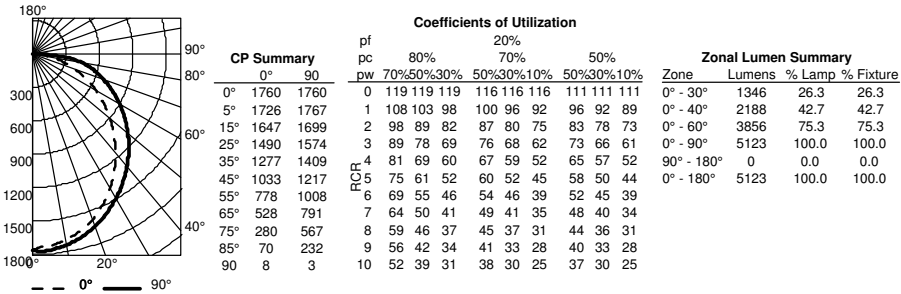 180°
90°
80°
60°
40°
20°
0°
300
600
900
1200
1500
1800
0° 90°
CP Summary
0° 90
0° 1760 1760
5° 1726 1767
15° 1647 1699
25° 1490 1574
35° 1277 1409
45° 1033 1217
55° 778 1008
65° 528 791
75° 280 567
85° 70 232
90 8 3
Coefficients of Utilization
pf 20%
pc 80% 70% 50%
pw 70%50%30% 50%30%10% 50%30%10%
RCR
0 119 119 119 116 116 116 111 111 111
1 108 103 98 100 96 92 96 92 89
2 98 89 82 87 80 75 83 78 73
3 89 78 69 76 68 62 73 66 61
4 81 69 60 67 59 52 65 57 52
5 75 61 52 60 52 45 58 50 44
6 69 55 46 54 46 39 52 45 39
7 64 50 41 49 41 35 48 40 34
8 59 46 37 45 37 31 44 36 31
9 56 42 34 41 33 28 40 33 28
10 52 39 31 38 30 25 37 30 25
Zonal Lumen Summary
Zone Lumens % Lamp % Fixture
0° - 30° 1346 26.3 26.3
0° - 40° 2188 42.7 42.7
0° - 60° 3856 75.3 75.3
0° - 90° 5123 100.0 100.0
90° - 180° 0 0.0 0.0
0° - 180° 5123 100.0 100.0